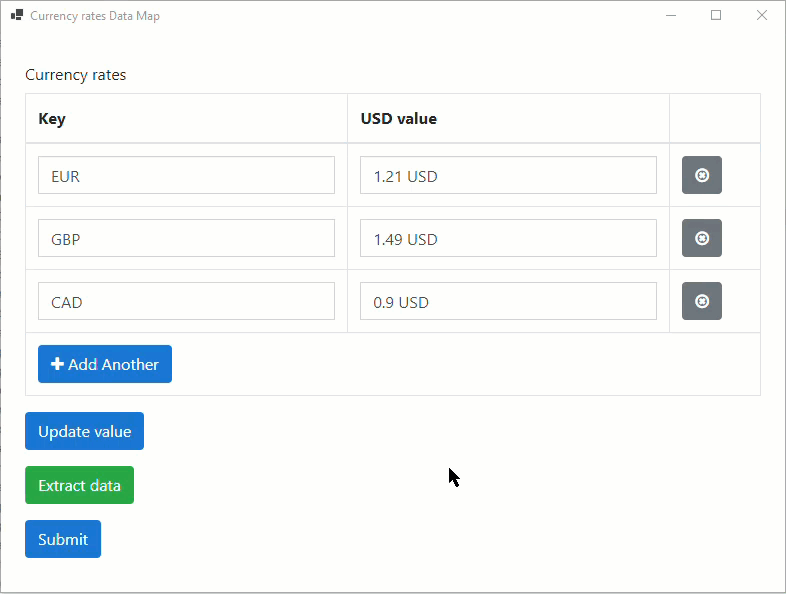 Currency rates Data Map
Currency rates
Key USD value
EUR 1.21 USD
GBP 1.49 USD
CAD 0.9 USD
Add Another
Update value
Extract data
Submit